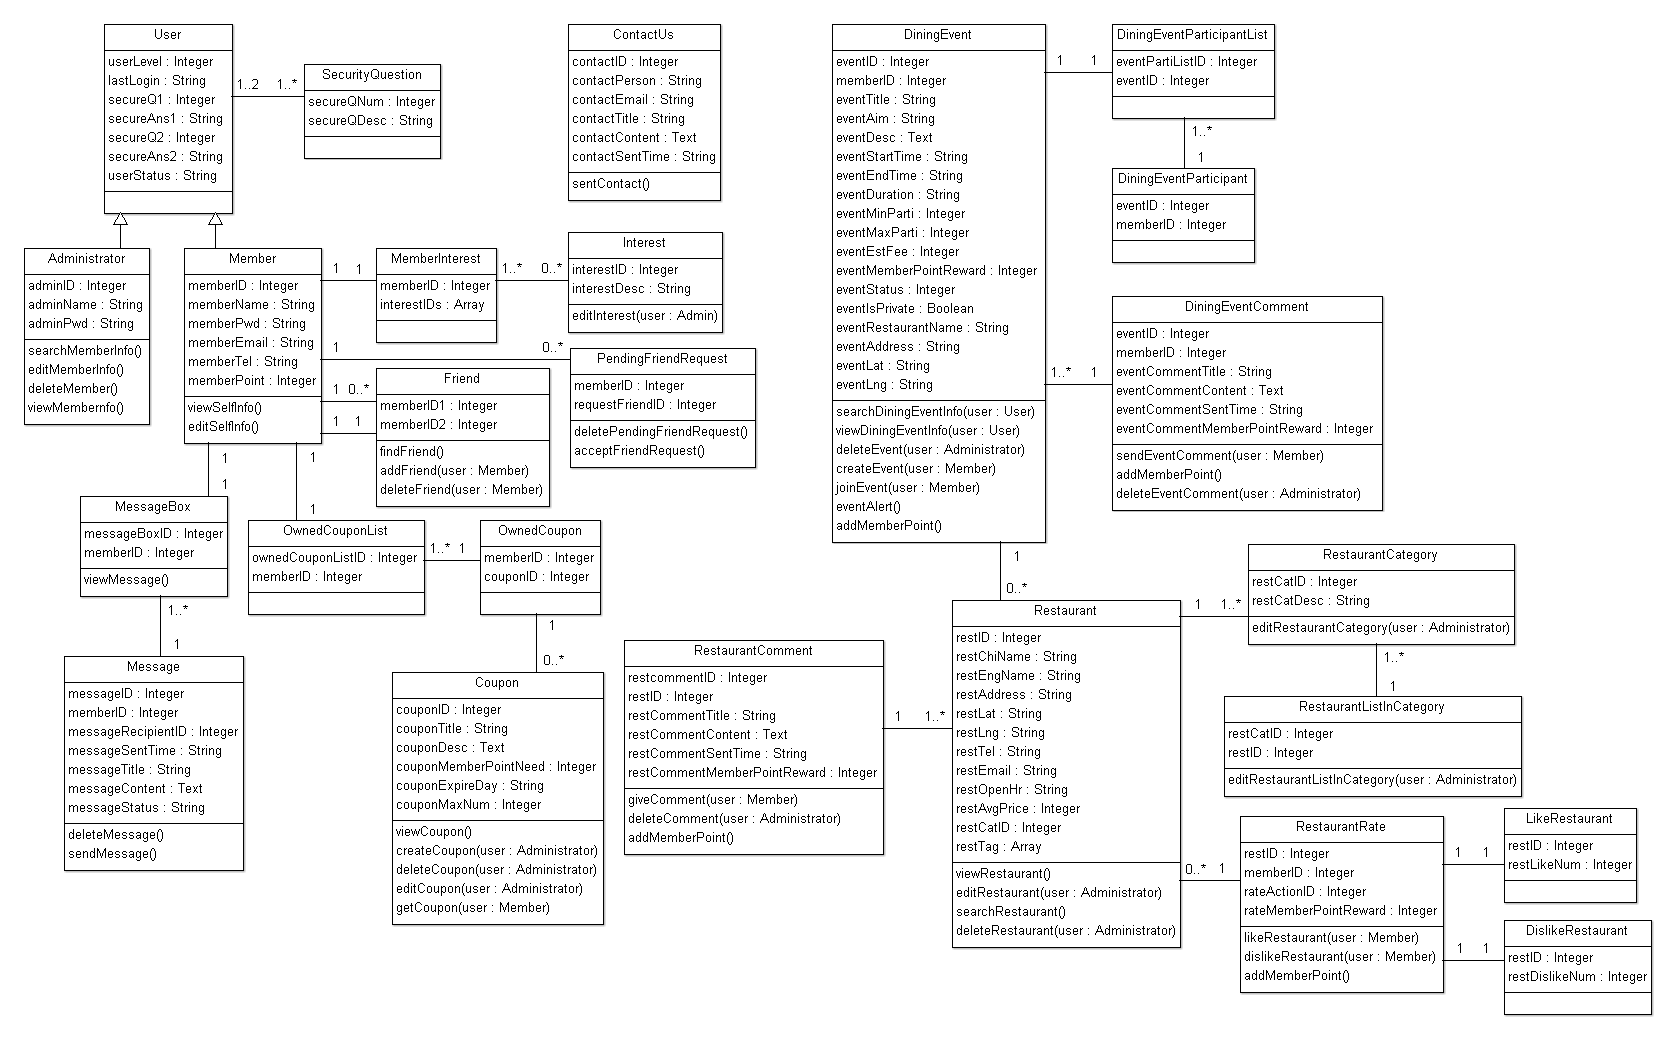 User
userLevel : Integer
lastLogin : String
secureQ1 : Integer
secureAns1 : String
secureQ2 : Integer
secureAns2 : String
userStatus : String
1..2
1..*
SecurityQuestion
secureQNum : Integer
secureQDesc : String
ContactUs
contactID : Integer
contactPerson : String
contactEmail : String
contactTitle : String
contactContent : Text
contactSentTime : String
sentContact()
Administrator
adminID : Integer
adminName : String
adminPwd : String
searchMemberInfo()
editMemberInfo()
deleteMember()
viewMembernfo()
Member
memberID : Integer
memberName : String
memberPwd : String
memberEmail : String
memberTel : String
memberPoint : Integer
viewSelfInfo()
editSelfInfo()
1
1
MemberInterest
memberID : Integer
interestIDs : Array
1..*
0..*
Interest
interestID : Integer
interestDesc : String
editInterest(user : Admin)
1
0..*
PendingFriendRequest
memberID : Integer
requestFriendID : Integer
deletePendingFriendRequest()
acceptFriendRequest()
1
0..*
1
1
Friend
memberID1 : Integer
memberID2 : Integer
findFriend()
addFriend(user : Member)
deleteFriend(user : Member)
1
1
1
1
MessageBox
messageBoxID : Integer
memberID : Integer
viewMessage()
1..*
1
Message
messageID : Integer
memberID : Integer
messageRecipientID : Integer
messageSentTime : String
messageTitle : String
messageContent : Text
messageStatus : String
deleteMessage()
sendMessage()
OwnedCouponList
ownedCouponListID : Integer
memberID : Integer
1..*
1
OwnedCoupon
memberID : Integer
couponID : Integer
1
0..*
Coupon
couponID : Integer
couponTitle : String
couponDesc : Text
couponMemberPointNeed : Integer
couponExpireDay : String
couponMaxNum : Integer
viewCoupon()
createCoupon(user : Administrator)
deleteCoupon(user : Administrator)
editCoupon(user : Administrator)
getCoupon(user : Member)
DiningEvent
eventID : Integer
memberID : Integer
eventTitle : String
eventAim : String
eventDesc : Text
eventStartTime : String
eventEndTime : String
eventDuration : String
eventMinParti : Integer
eventMaxParti : Integer
eventEstFee : Integer
eventMemberPointReward : Integer
eventStatus : Integer
eventIsPrivate : Boolean
eventRestaurantName : String
eventAddress : String
eventLat : String
eventLng : String
searchDiningEventInfo(user : User)
viewDiningEventInfo(user : User)
deleteEvent(user : Administrator)
createEvent(user : Member)
joinEvent(user : Member)
eventAlert()
addMemberPoint()
1
1
DiningEventParticipantList
eventPartiListID : Integer
eventID : Integer
1..*
1
DiningEventParticipant
eventID : Integer
memberID : Integer
1..*
1
DiningEventComment
eventID : Integer
memberID : Integer
eventCommentTitle : String
eventCommentContent : Text
eventCommentSentTime : String
eventCommentMemberPointReward : Integer
sendEventComment(user : Member)
addMemberPoint()
deleteEventComment(user : Administrator)
1
0..*
Restaurant
restID : Integer
restChiName : String
restEngName : String
restAddress : String
restLat : String
restLng : String
restTel : String
restEmail : String
restOpenHr : String
restAvgPrice : Integer
restCatID : Integer
restTag : Array
viewRestaurant()
editRestaurant(user : Administrator)
searchRestaurant()
deleteRestaurant(user : Administrator)
RestaurantComment
restcommentID : Integer
restID : Integer
restCommentTitle : String
restCommentContent : Text
restCommentSentTime : String
restCommentMemberPointReward : Integer
giveComment(user : Member)
deleteComment(user : Administrator)
addMemberPoint()
1
1..*
1
1..*
RestaurantCategory
restCatID : Integer
restCatDesc : String
editRestaurantCategory(user : Administrator)
1..*
1
RestaurantListInCategory
restCatID : Integer
restID : Integer
editRestaurantListInCategory(user : Administrator)
0..*
1
RestaurantRate
restID : Integer
memberID : Integer
rateActionID : Integer
rateMemberPointReward : Integer
likeRestaurant(user : Member)
dislikeRestaurant(user : Member)
addMemberPoint()
1
1
LikeRestaurant
restID : Integer
restLikeNum : Integer
1
1
DislikeRestaurant
restID : Integer
restDislikeNum : Integer